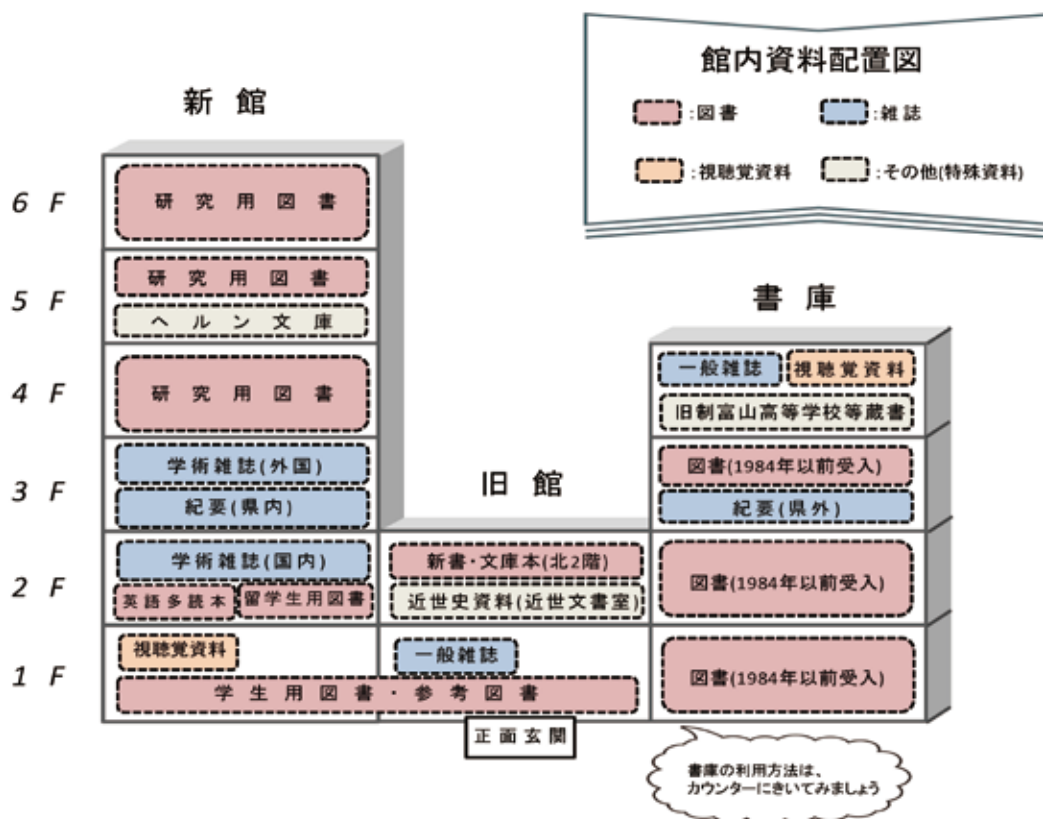 館内資料配置図
:図書
:雑誌
:視聴覚資料
:その他(特殊資料)
新館
旧館
書庫
6 F
研究用図書
5 F
研究用図書
ヘルン文庫
4 F
研究用図書
一般雑誌
視聴覚資料
旧制富山高等学校等蔵書
3 F
学術雑誌(外国)
紀要(県内)
図書(1984年以前受入)
紀要(県外)
2 F
学術雑誌(国内)
英語多読本
留学生用図書
新書・文庫本(北2階)
近世史資料(近世文書室)
図書(1984年以前受入)
1 F
視聴覚資料
一般雑誌
学生用図書・参考図書
図書(1984年以前受入)
正面玄関
書庫の利用方法は、
カウンターにきいてみましょう